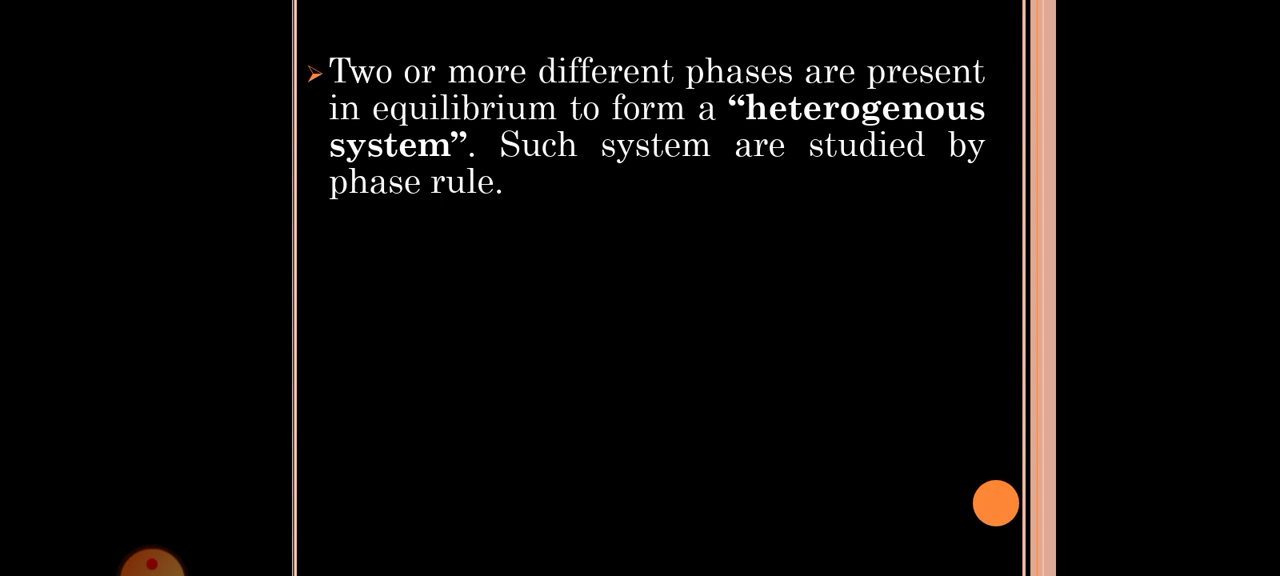 Two or more different phases are present
in equilibrium to form a “heterogenous
system”. Such system are studied by
phase rule.